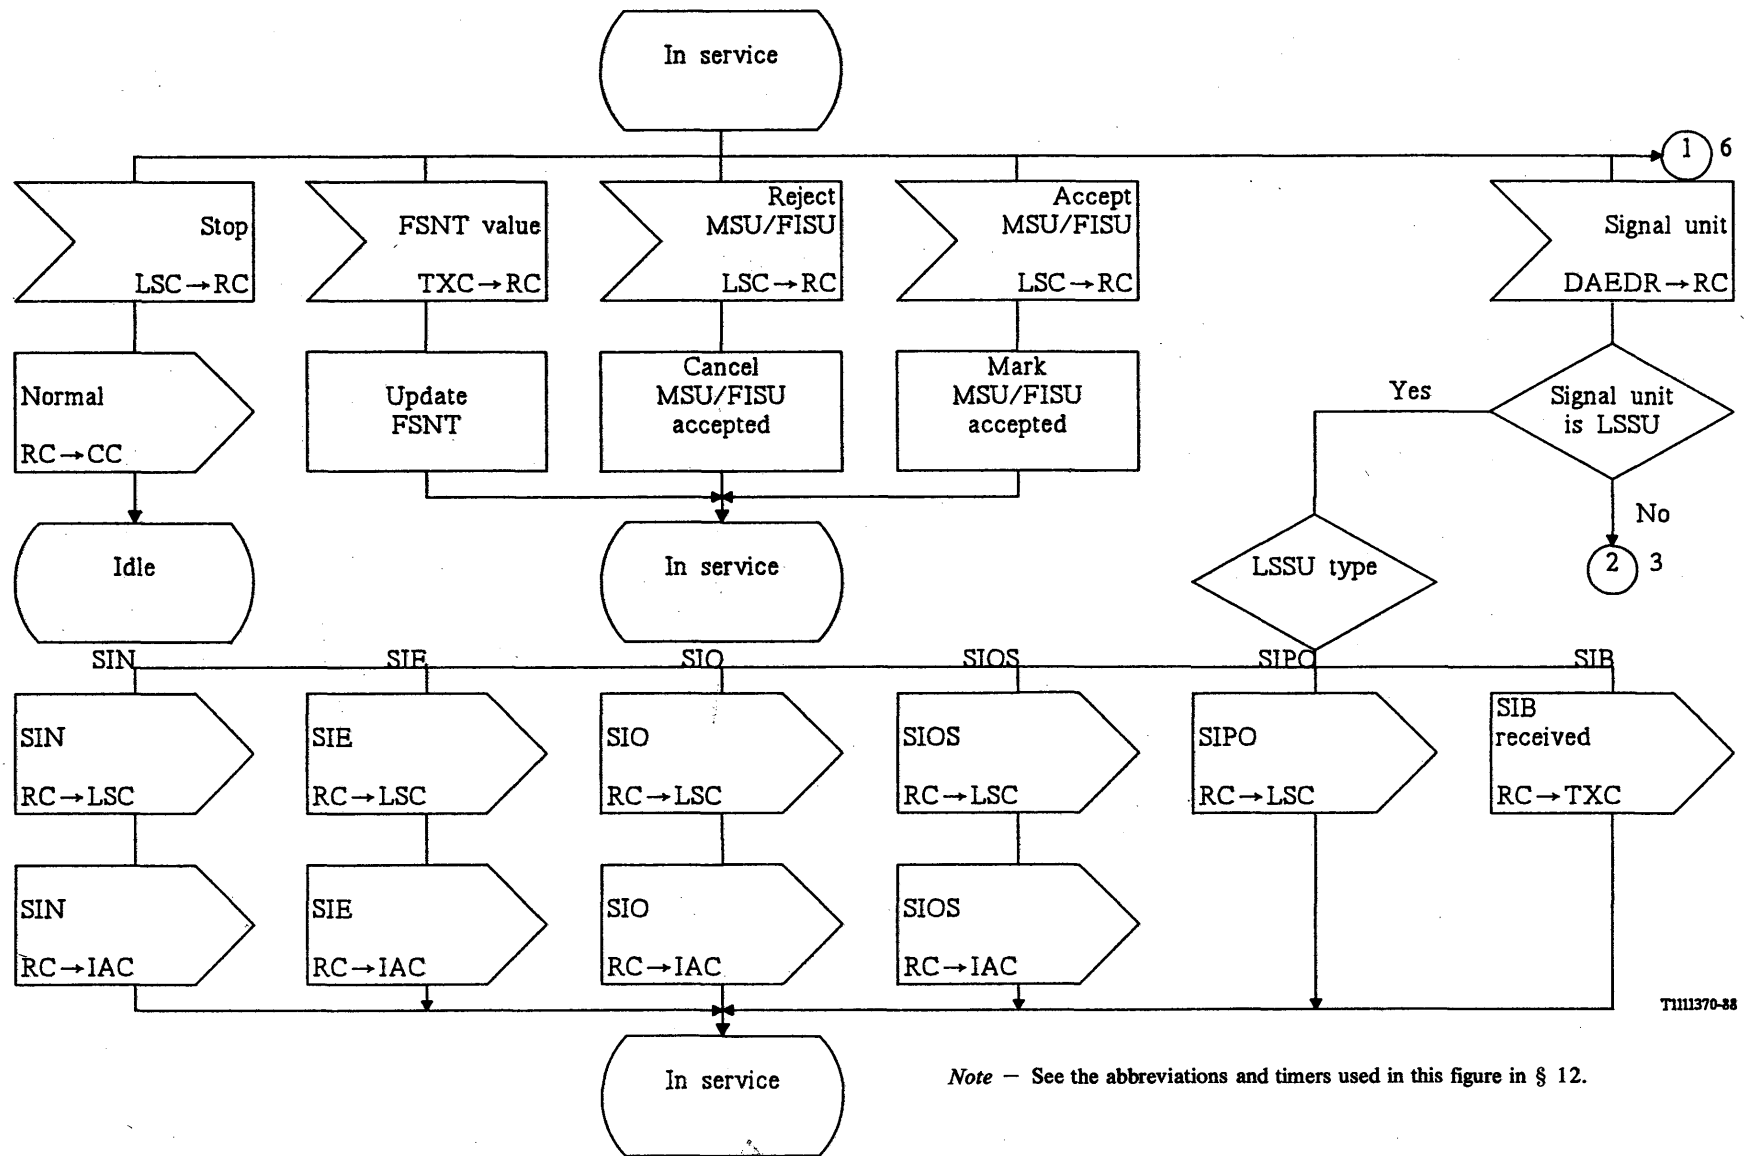 In service
1 6
Stop
LSC→RC
FSNT value
TXC→RC
Reject
MSU/FISU
LSC→RC
Accept
MSU/FISU
LSC→RC
Signal unit
DAEDR→RC
Normal
RC→CC
Update
FSNT
Cancel
MSU/FISU
accepted
Mark
MSU/FISU
accepted
Yes
Signal unit
is LSSU
No
2 3
Idle
In service
LSSU type
SIN
SIE
SIO
SIOS
SIPO
SIB
SIN
RC→LSC
SIE
RC→LSC
SIO
RC→LSC
SIOS
RC→LSC
SIPO
RC→LSC
SIB
received
RC→TXC
SIN
RC→IAC
SIE
RC→IAC
SIO
RC→IAC
SIOS
RC→IAC
T1111370-88
In service
Note — See the abbreviations and timers used in this figure in § 12.